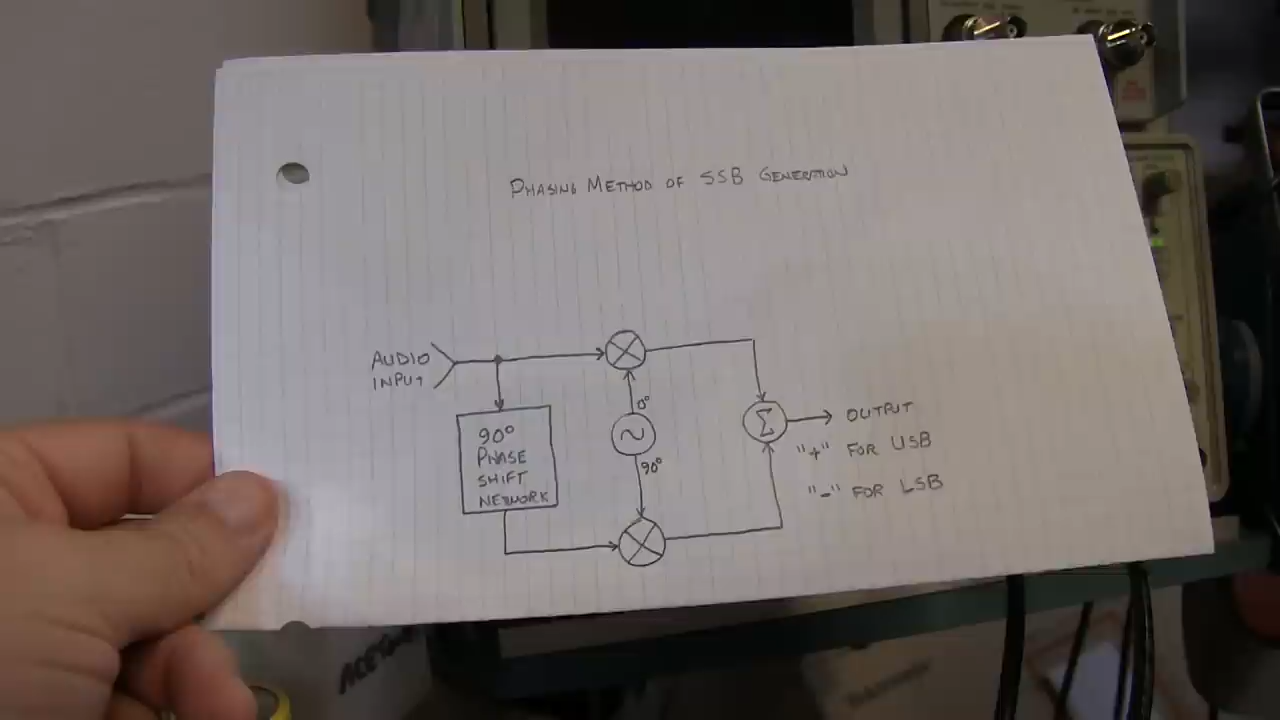 PHASING METHOD OF SSB GENERATION
AUDIO
INPUT
90°
PHASE
SHIFT
NETWORK
0°
90°
Σ
OUTPUT
"+" FOR USB
"-" FOR LSB